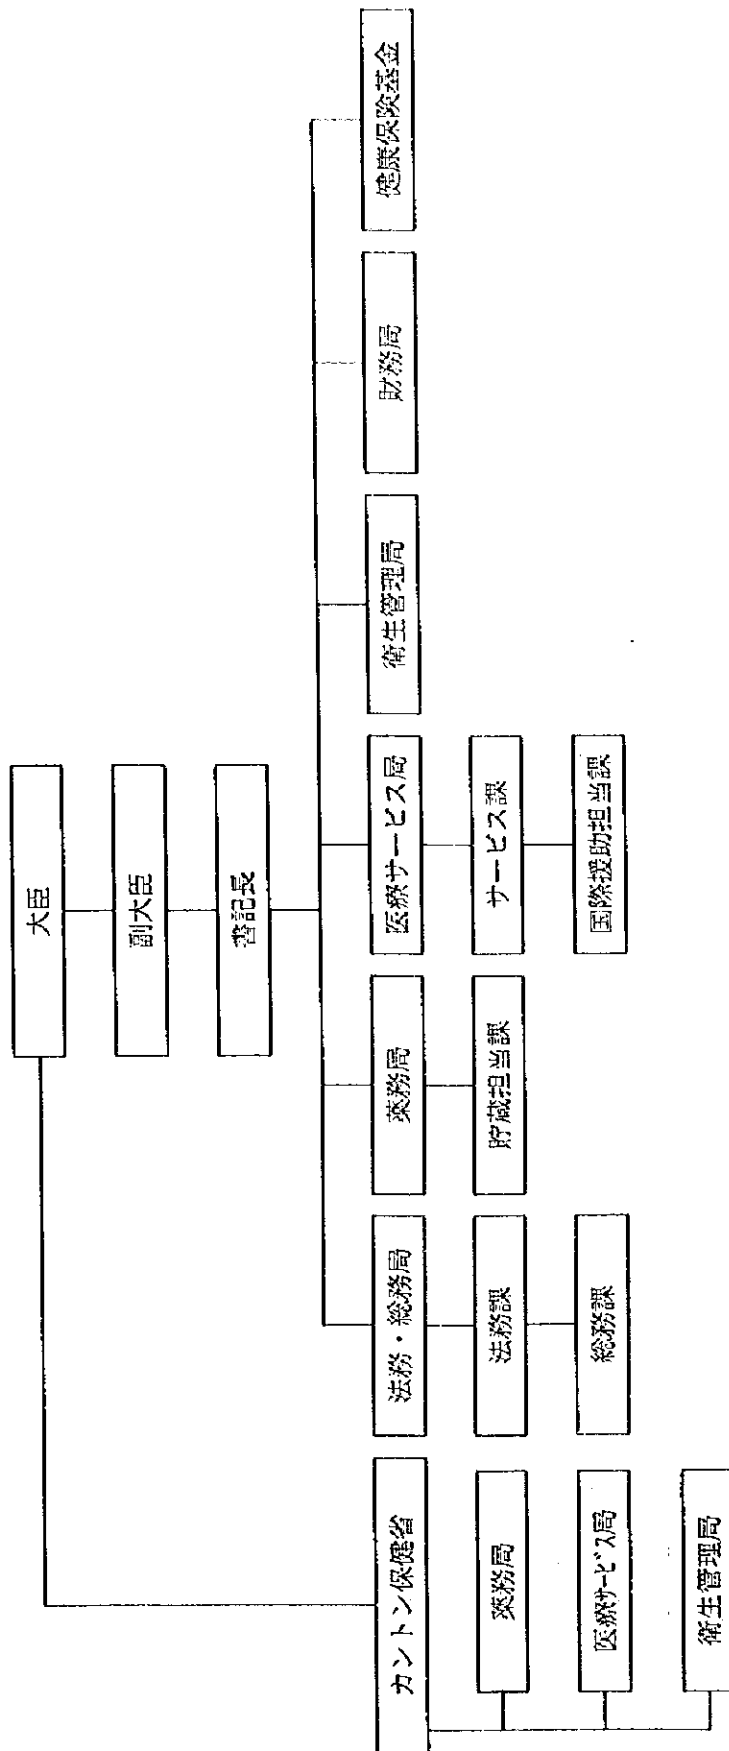 大臣
副大臣
書記長
カントン保健省
薬務局
医療サービス局
衛生管理局
法務・総務局
法務課
総務課
薬務局
貯蔵担当課
医療サービス局
サービス課
国際援助担当課
衛生管理局
財務局
健康保険基金